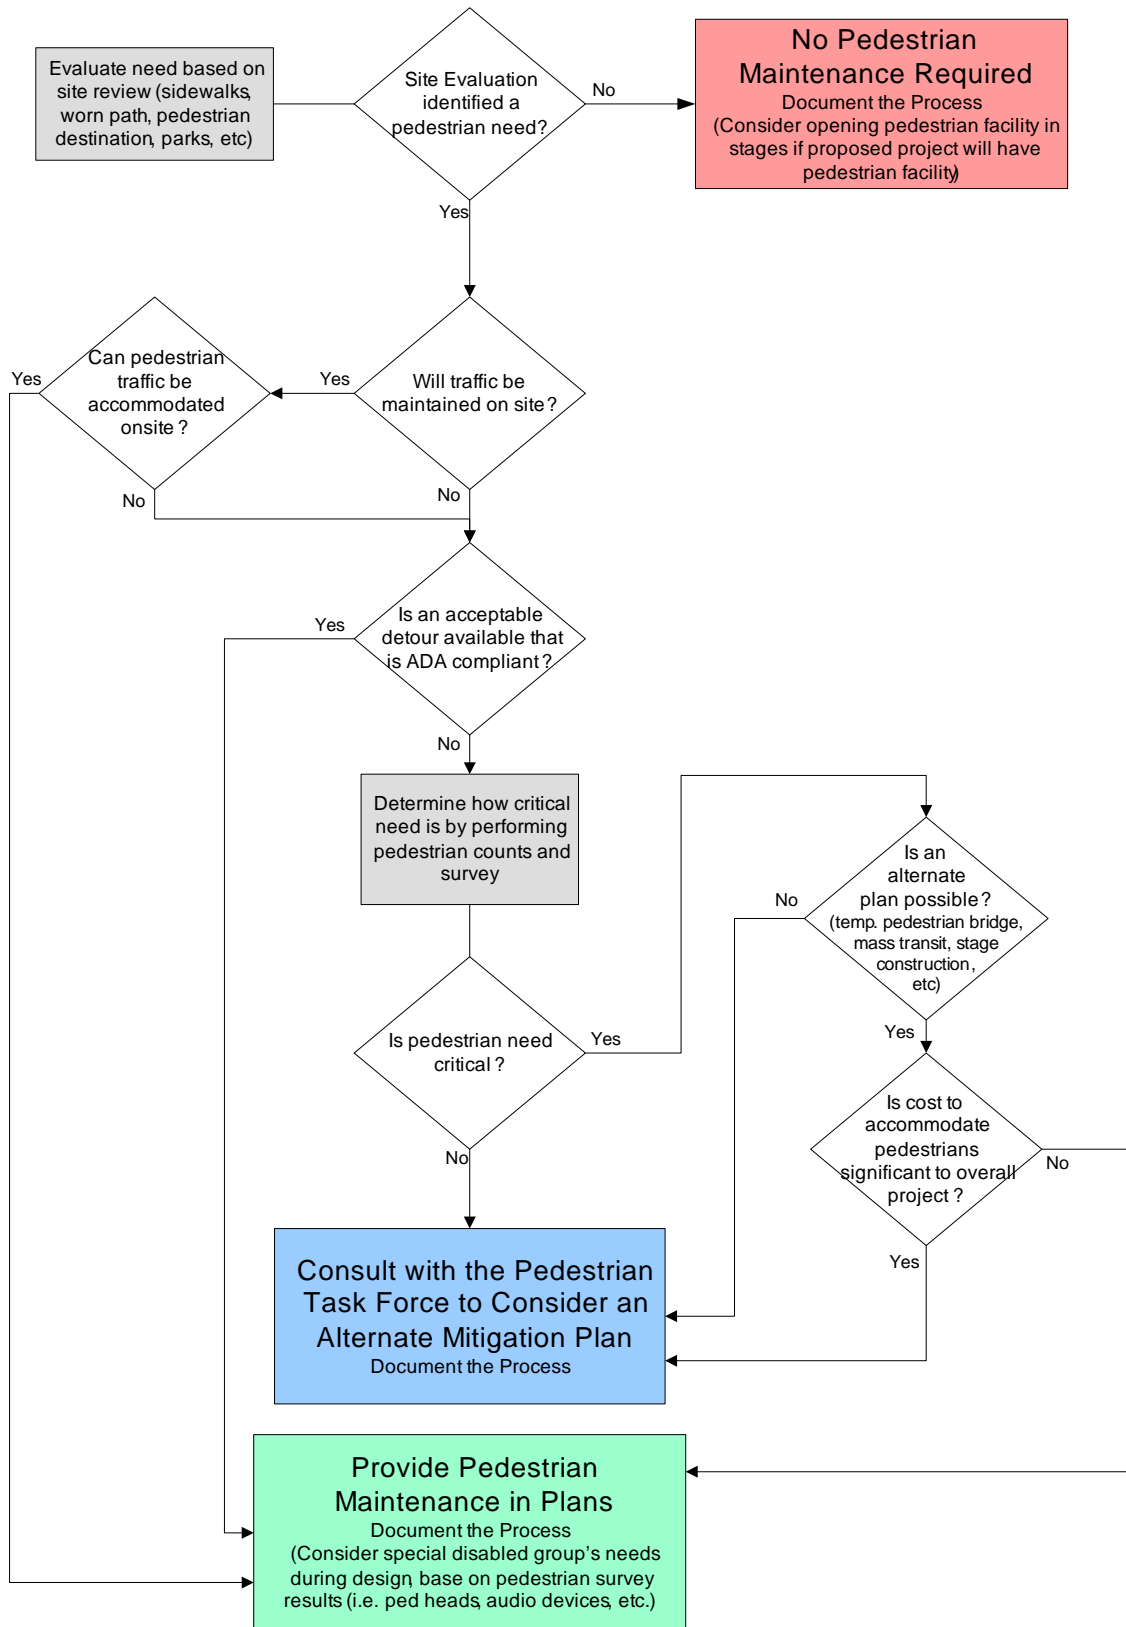 Evaluate need based on
site review (sidewalks,
worn path, pedestrian
destination, parks, etc)
Site Evaluation
identified a
pedestrian need?
No
No Pedestrian
Maintenance Required
Document the Process
(Consider opening pedestrian facility in
stages if proposed project will have
pedestrian facility)
Yes
Yes
Can pedestrian
traffic be
accommodated
onsite?
Yes
Will traffic be
maintained on site?
No
No
Yes
Is an acceptable
detour available that
is ADA compliant?
No
Determine how critical
need is by performing
pedestrian counts and
survey
Is an
alternate
plan possible?
(temp. pedestrian bridge,
mass transit, stage
construction,
etc)
No
Yes
Is pedestrian need
critical?
Yes
No
Is cost to
accommodate
pedestrians
significant to overall
project?
No
Yes
Consult with the Pedestrian
Task Force to Consider an
Alternate Mitigation Plan
Document the Process
Provide Pedestrian
Maintenance in Plans
Document the Process
(Consider special disabled group's needs
during design, base on pedestrian survey
results (i.e. ped heads, audio devices, etc.)